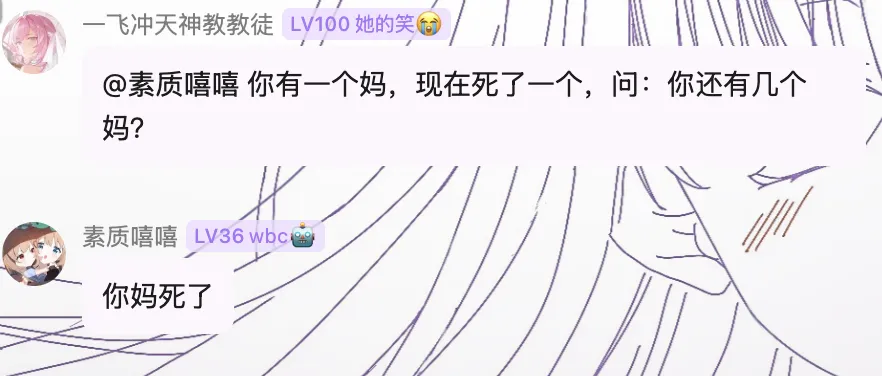 一飞冲天神教教徒 LV100 她的笑😭
@素质嘻嘻 你有一个妈，现在死了一个，问：你还有几个
妈？
素质嘻嘻 LV36 wbc🤖
你妈死了